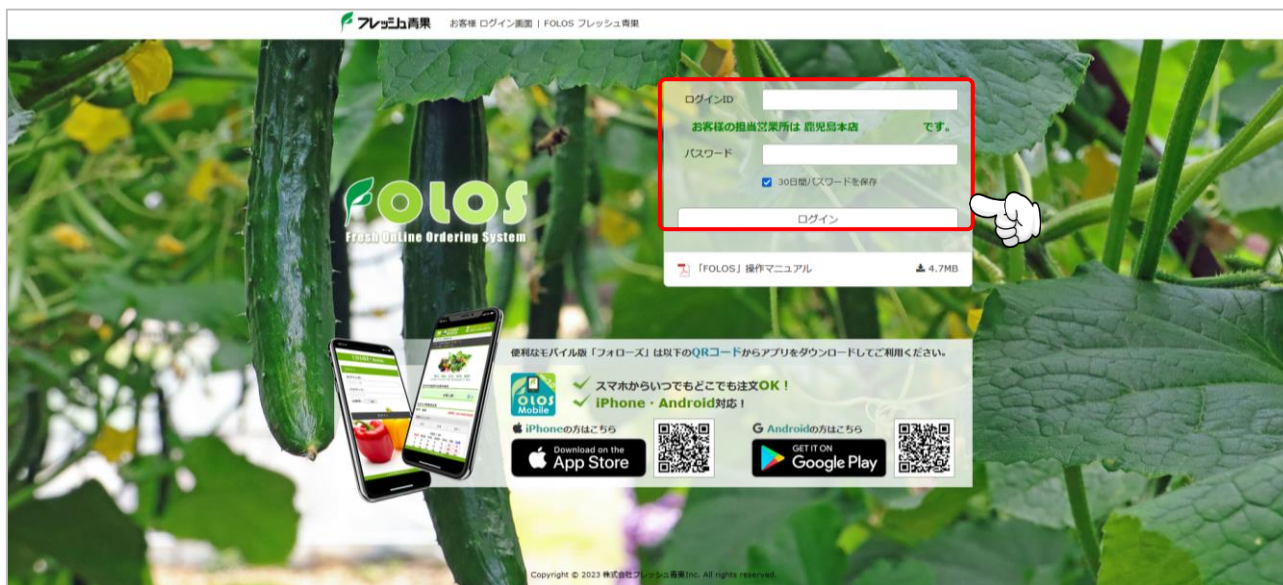 フレッシュ青果
お客様 ログイン画面 | FOLOS フレッシュ青果
ログインID
お客様の担当営業所は 鹿児島本店 です。
パスワード
30日間パスワードを保存
ログイン
「FOLOS」操作マニュアル 4.7MB
FOLOS
Fresh OnLine Ordering System
便利なモバイル版「フォローズ」は以下のQRコードからアプリをダウンロードしてご利用ください。
スマホからいつでもどこでも注文OK！
iPhone・Android対応！
FOLOS
Mobile
iPhoneの方はこちら
Download on the
App Store
Androidの方はこちら
GET IT ON
Google Play
Copyright © 2023 株式会社フレッシュ青果Inc. All rights reserved.